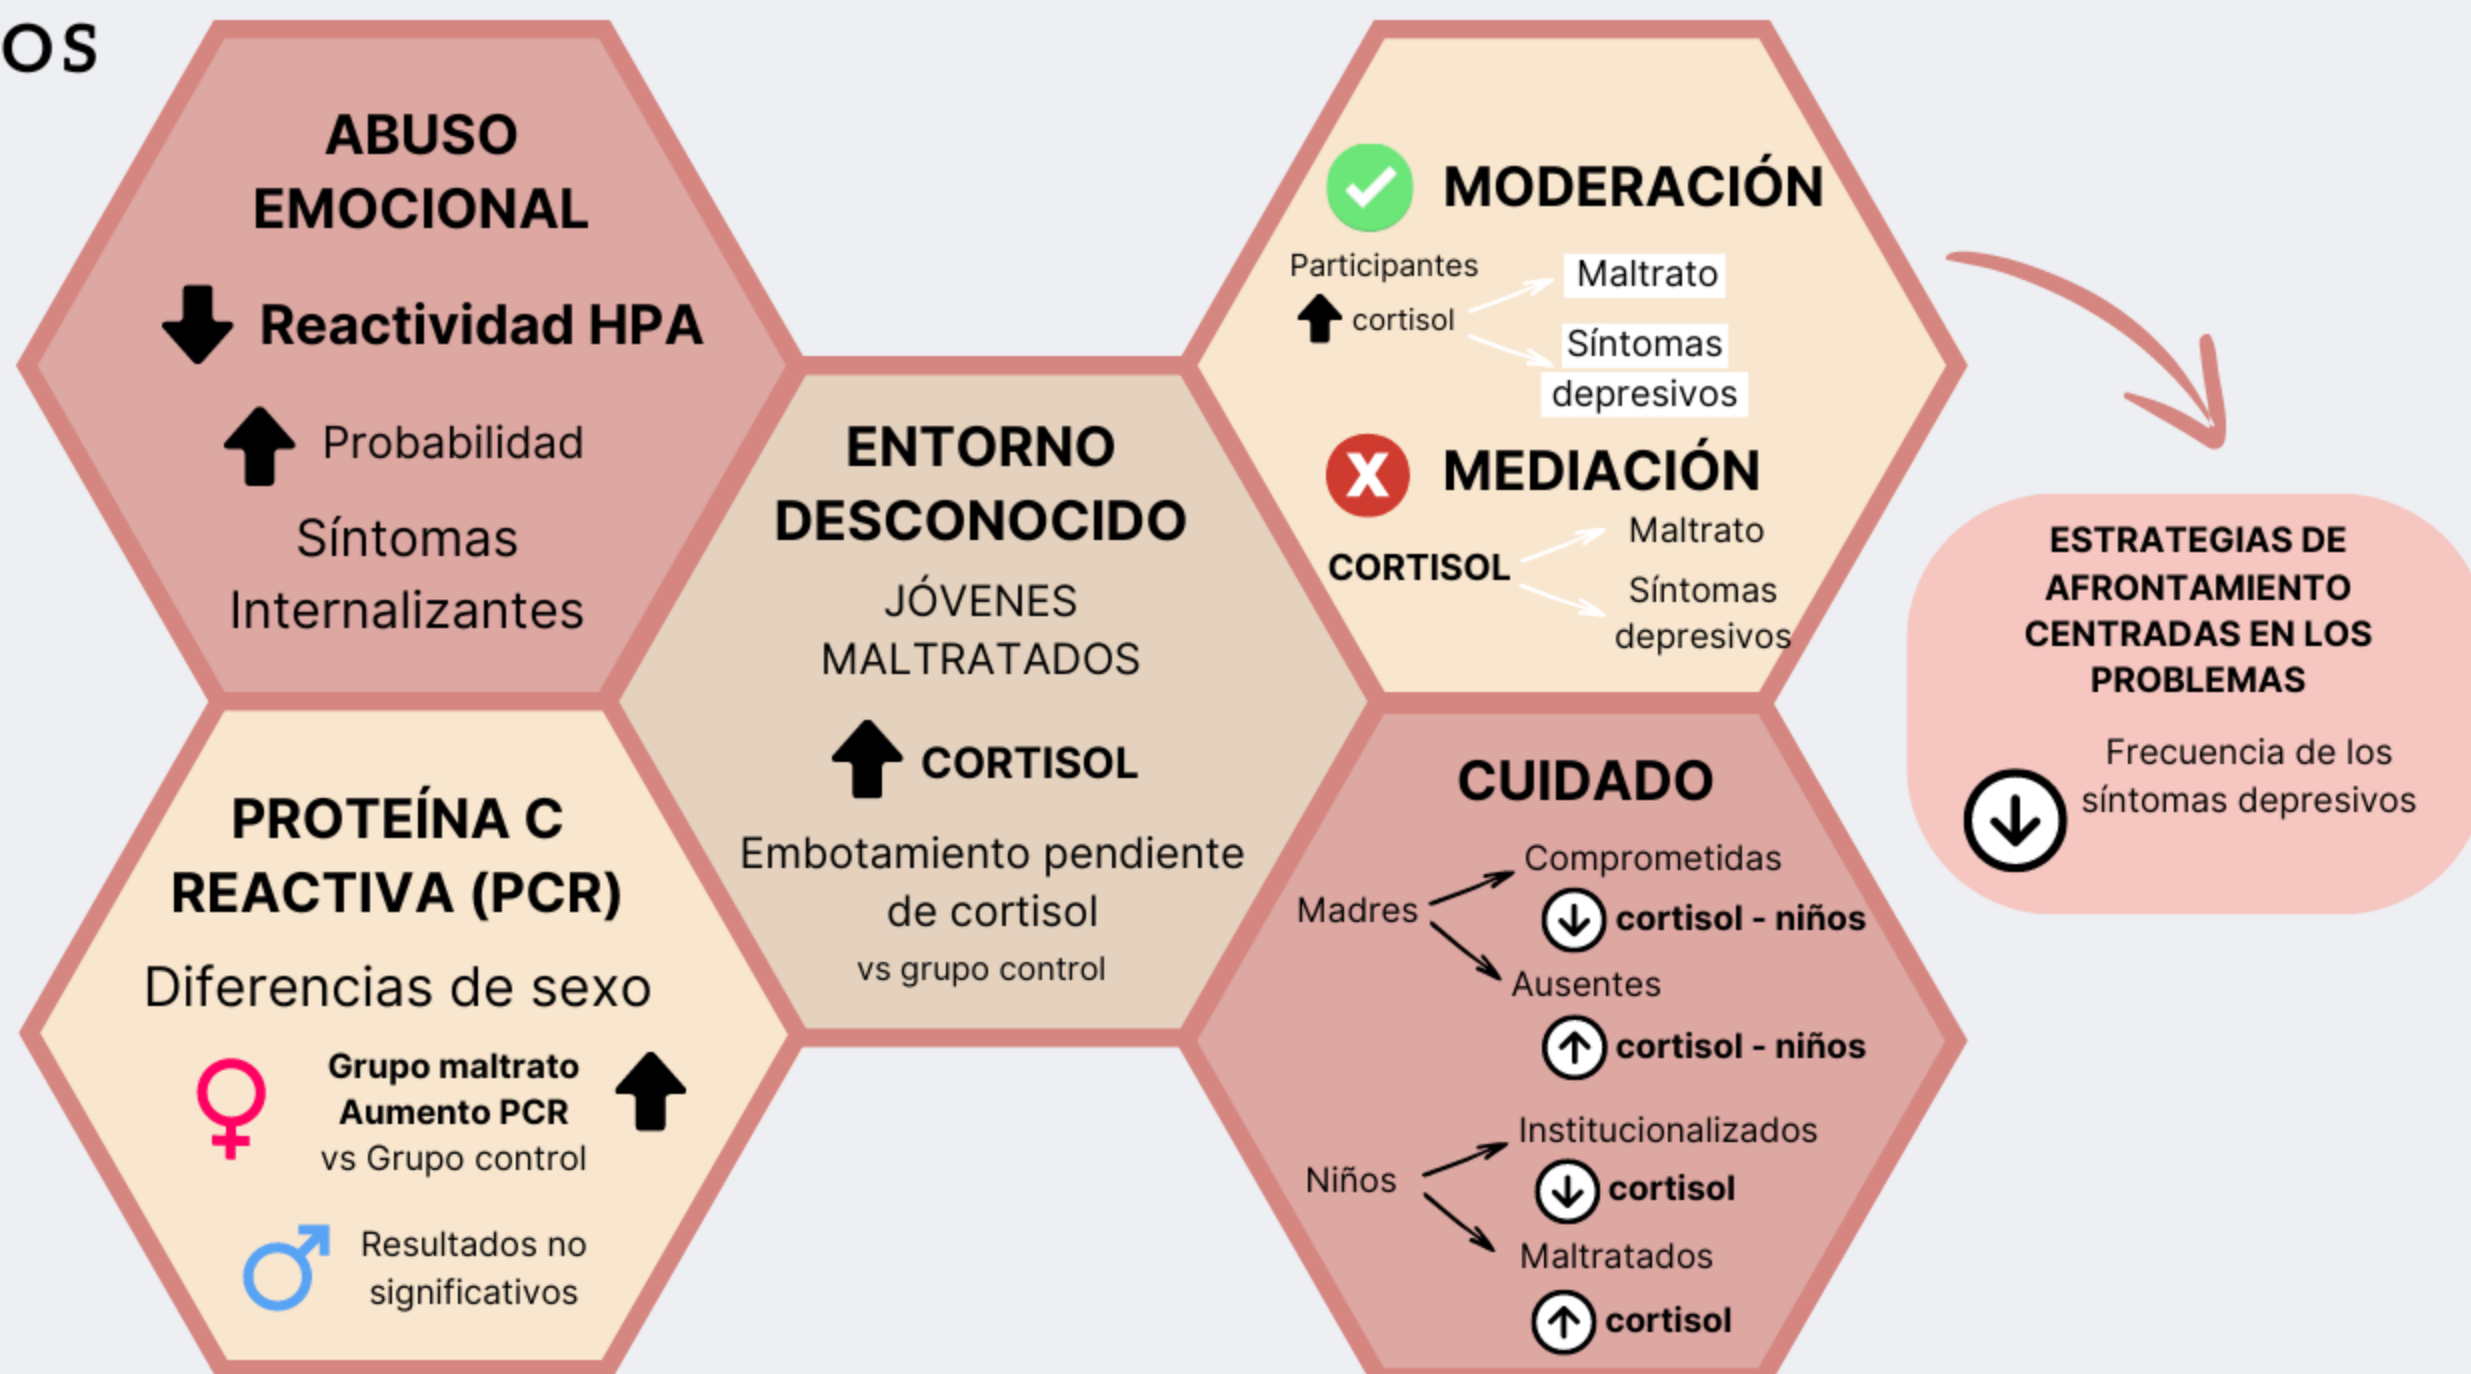 OS
ABUSO
EMOCIONAL
Reactividad HPA
Probabilidad
Síntomas
Internalizantes
PROTEÍNA C
REACTIVA (PCR)
Diferencias de sexo
Grupo maltrato
Aumento PCR
vs Grupo control
Resultados no
significativos
ENTORNO
DESCONOCIDO
JÓVENES
MALTRATADOS
CORTISOL
Embotamiento pendiente
de cortisol
vs grupo control
MODERACIÓN
Participantes
cortisol
Maltrato
Síntomas
depresivos
X MEDIACIÓN
CORTISOL
Maltrato
Síntomas
depresivos
CUIDADO
Madres
Comprometidas
cortisol - niños
Ausentes
cortisol - niños
Niños
Institucionalizados
cortisol
Maltratados
cortisol
ESTRATEGIAS DE
AFRONTAMIENTO
CENTRADAS EN LOS
PROBLEMAS
Frecuencia de los
síntomas depresivos